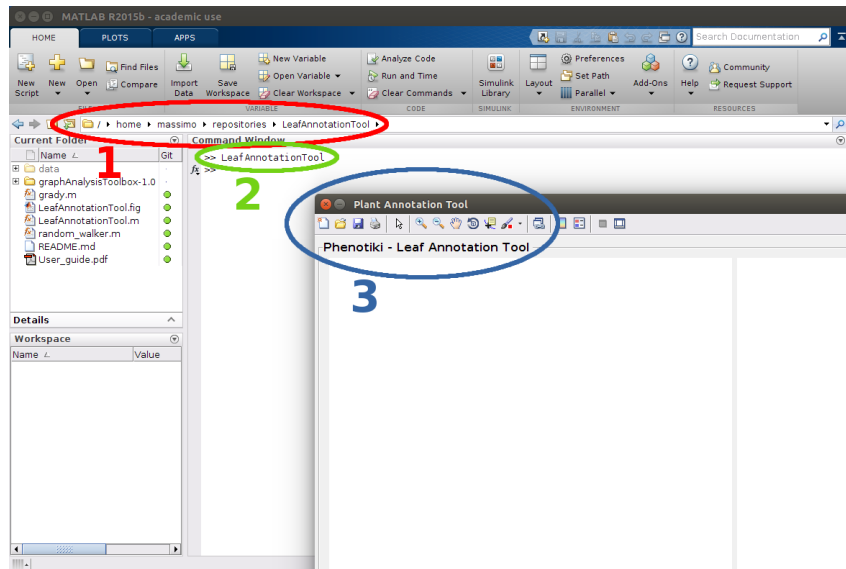 MATLAB R2015b - academic use
HOME PLOTS APPS
Search Documentation
New Script
New
Open
Find Files
Compare
Import Data
Save Workspace
New Variable
Open Variable
Clear Workspace
Analyze Code
Run and Time
Clear Commands
Simulink Library
Layout
Preferences
Set Path
Parallel
Add-Ons
Help
Community
Request Support
VARIABLE CODE SIMULINK ENVIRONMENT RESOURCES
/ home massimo repositories LeafAnnotationTool
Current Folder
Name Git
data
graphAnalysisToolbox-1.0
grady.m
LeafAnnotationTool.fig
LeafAnnotationTool.m
random_walker.m
README.md
User_guide.pdf
Details
Workspace
Name Value
1
Command Window
>> LeafAnnotationTool
fx >>
2
Plant Annotation Tool
Phenotiki - Leaf Annotation Tool
3